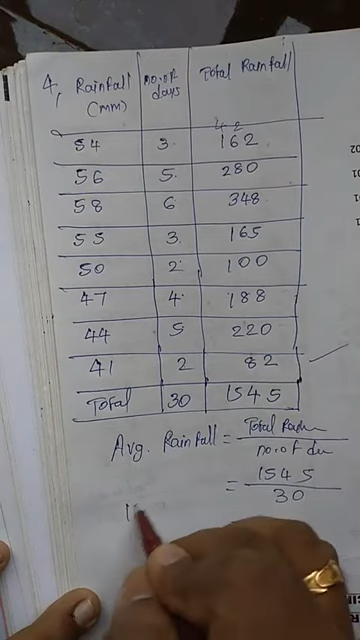 4, Rainfall (mm) no.of days Total Rainfall
4 2
54 3 162
56 5 280
58 6 348
55 3 165
50 2 100
47 4 188
44 5 220
41 2 82
Total 30 1545
Avg. Rainfall = Total / no.of
= 1545 / 30